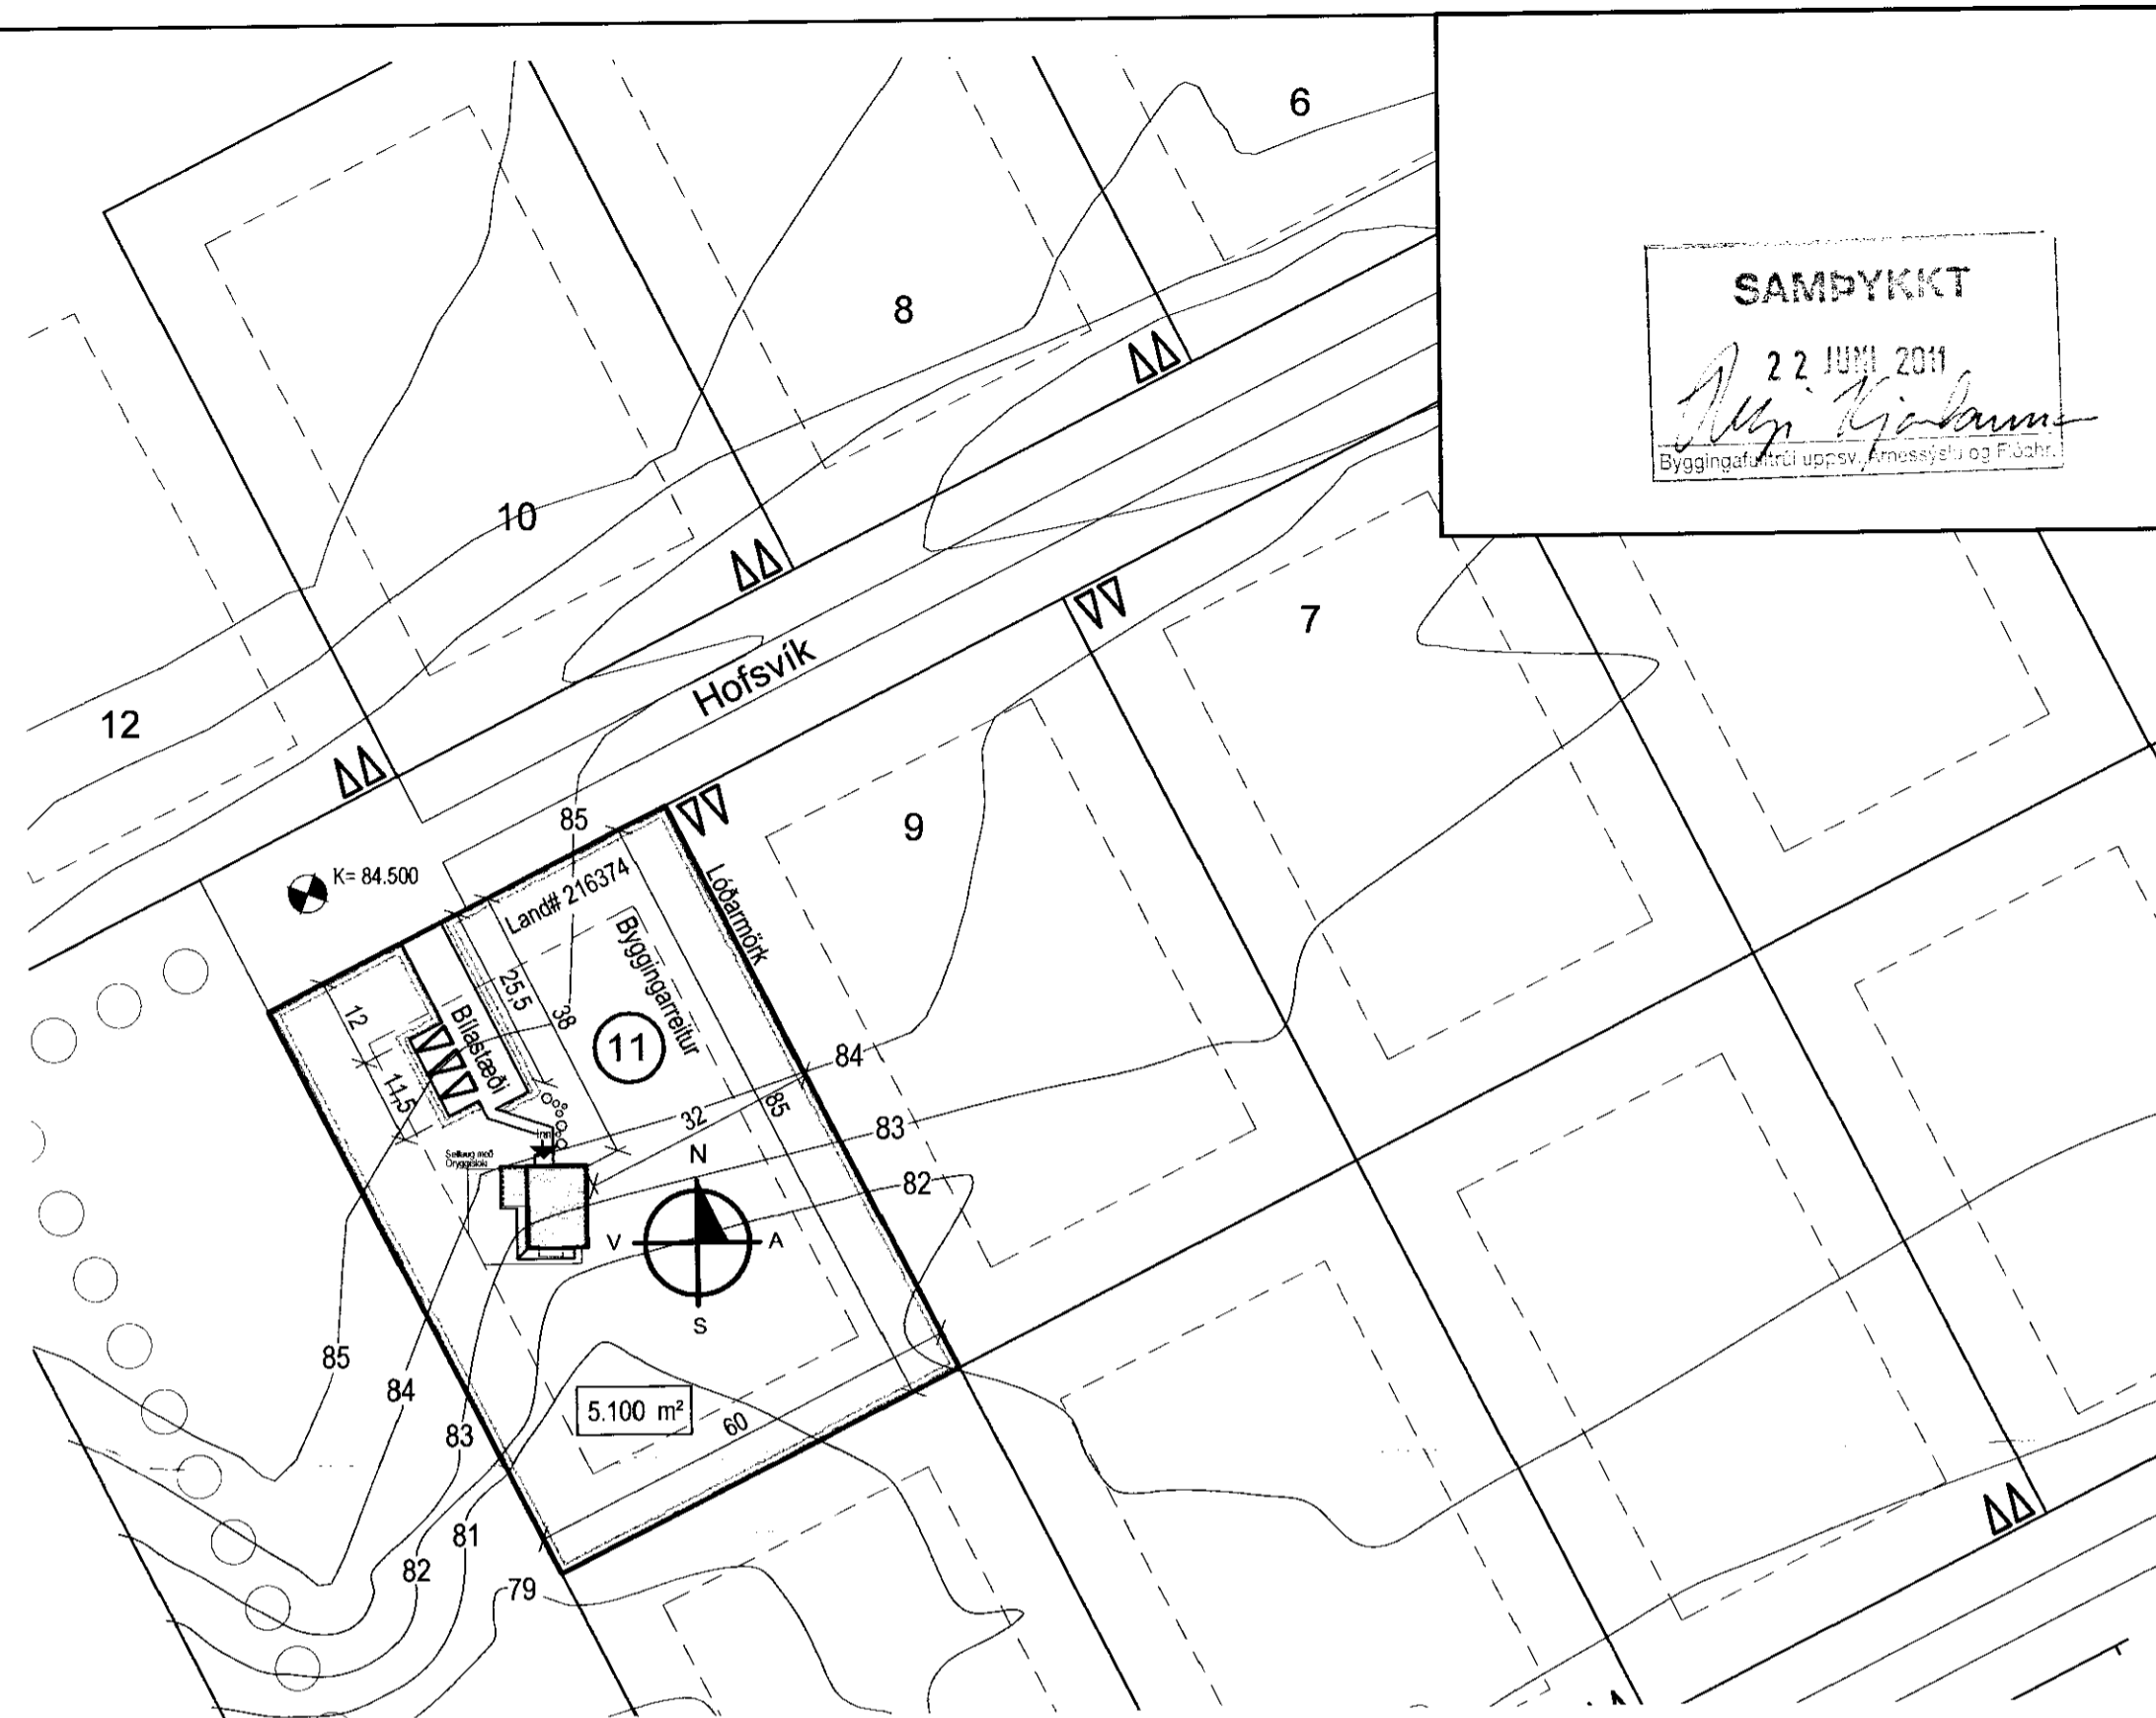 6
SAMÞYKKT
22 JUNI 2011
Byggingafulltrúi uppsv. Árnessýslu og Flóahr.
8
10
7
Hofsvík
12
85
9
K= 84.500
Land# 216374
Lóðarmörk
Byggingarreitur
25,5
12
38
Bílastæði
11
84
11,5
85
32
83
Inn
N
82
V
A
S
85
84
5.100 m²
60
83
81
82
79